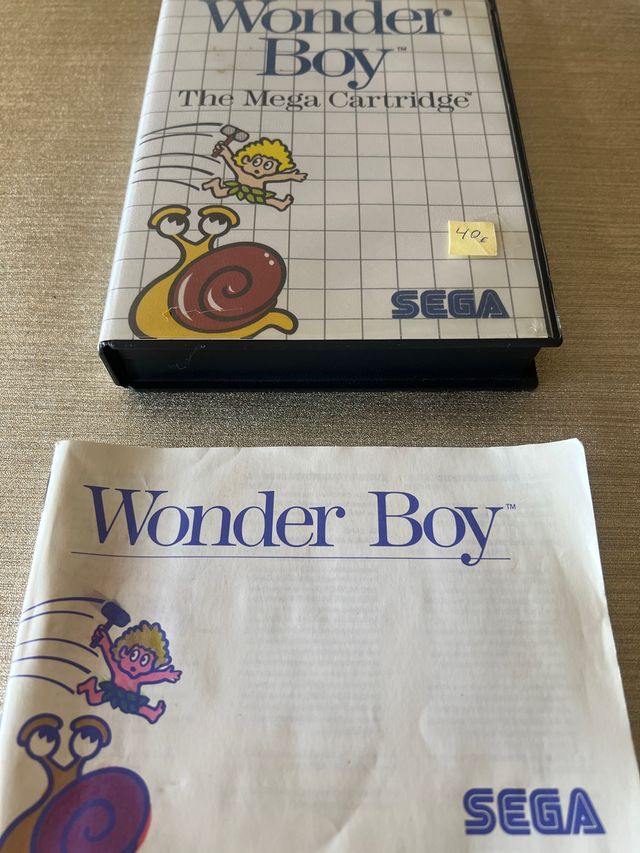 Wonder
Boy™
The Mega Cartridge™
40€
SEGA
Wonder Boy™
SEGA